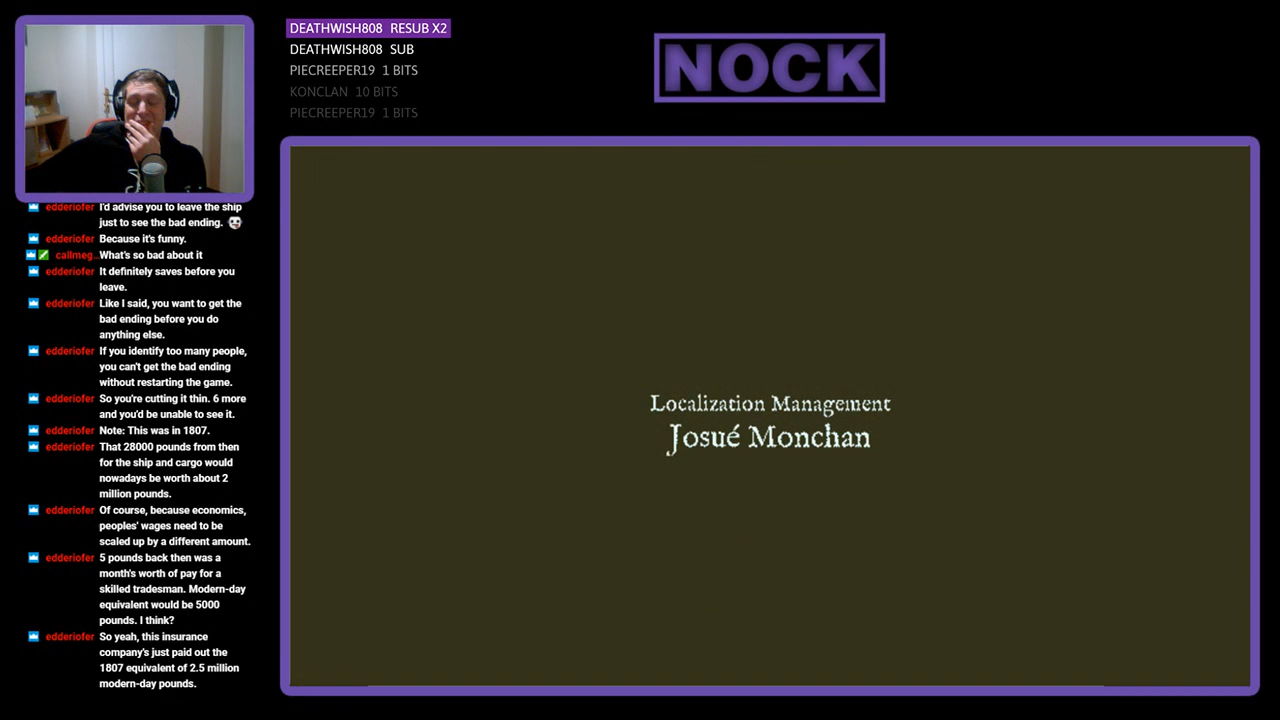 DEATHWISH808 RESUB X2
DEATHWISH808 SUB
PIECREEPER19 1 BITS
KONCLAN 10 BITS
PIECREEPER19 1 BITS
NOCK
edderiofer I'd advise you to leave the ship
just to see the bad ending.
edderiofer Because it's funny.
callmeg... What's so bad about it
edderiofer It definitely saves before you
leave.
edderiofer Like I said, you want to get the
bad ending before you do
anything else.
edderiofer If you identify too many people,
you can't get the bad ending
without restarting the game.
edderiofer So you're cutting it thin. 6 more
and you'd be unable to see it.
edderiofer Note: This was in 1807.
edderiofer That 28000 pounds from then
for the ship and cargo would
nowadays be worth about 2
million pounds.
edderiofer Of course, because economics,
peoples' wages need to be
scaled up by a different amount.
edderiofer 5 pounds back then was a
month's worth of pay for a
skilled tradesman. Modern-day
equivalent would be 5000
pounds. I think?
edderiofer So yeah, this insurance
company's just paid out the
1807 equivalent of 2.5 million
modern-day pounds.
Localization Management
Josué Monchan